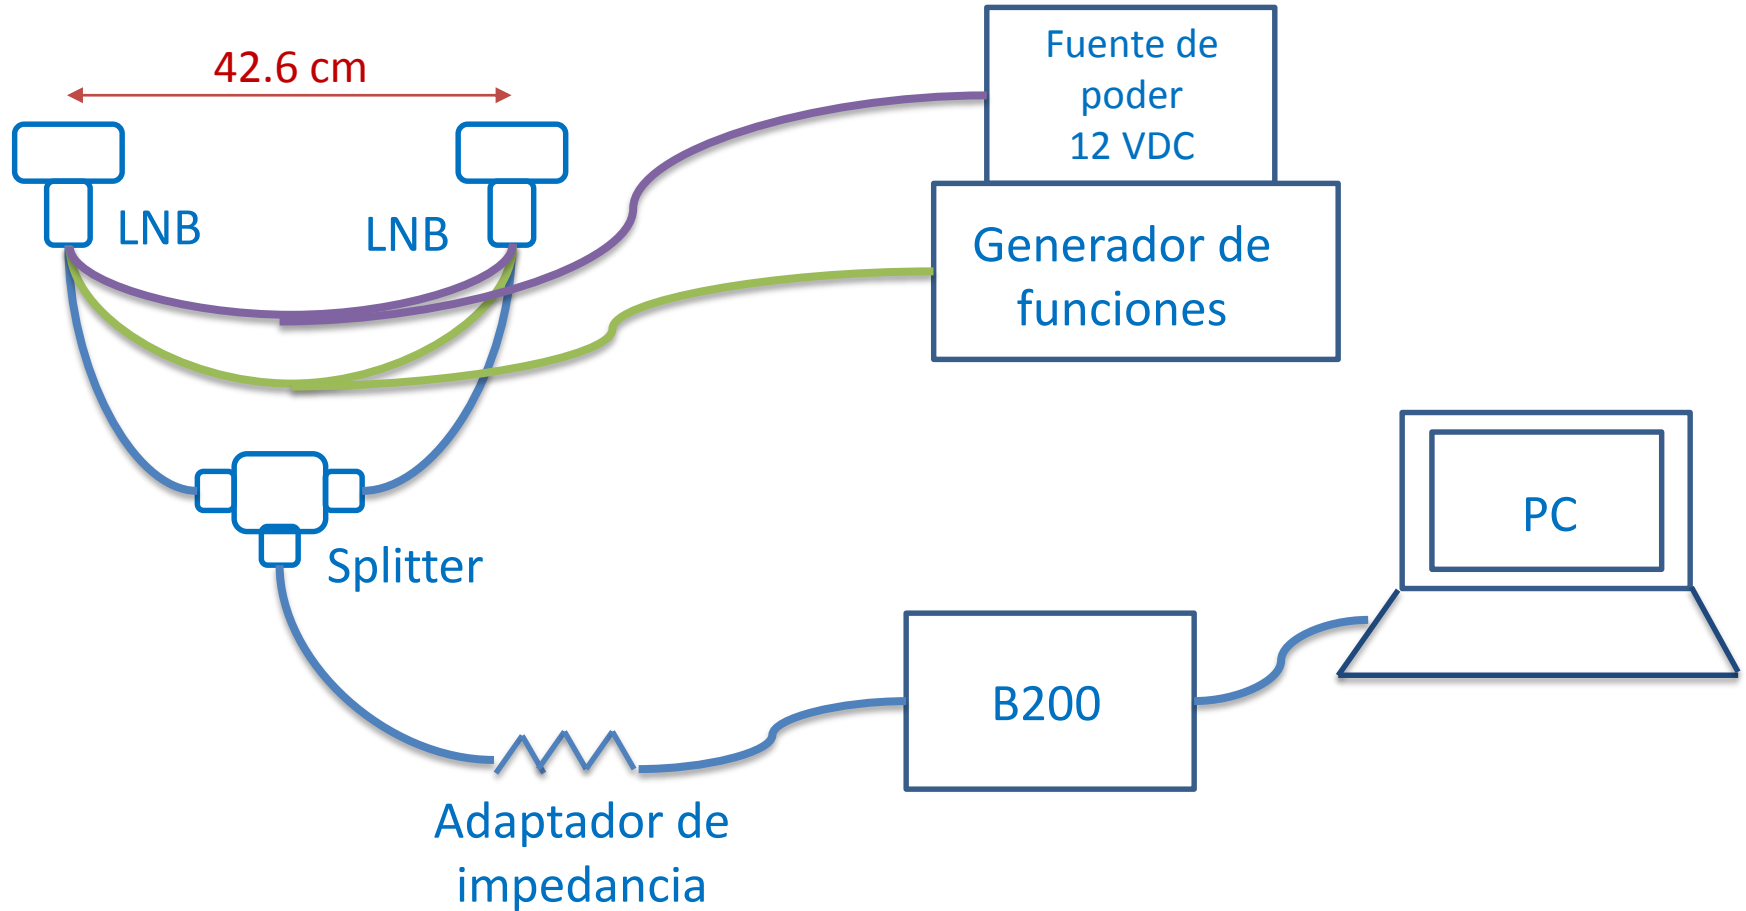 42.6 cm
Fuente de
poder
12 VDC
LNB
LNB
Generador de
funciones
Splitter
PC
B200
Adaptador de
impedancia